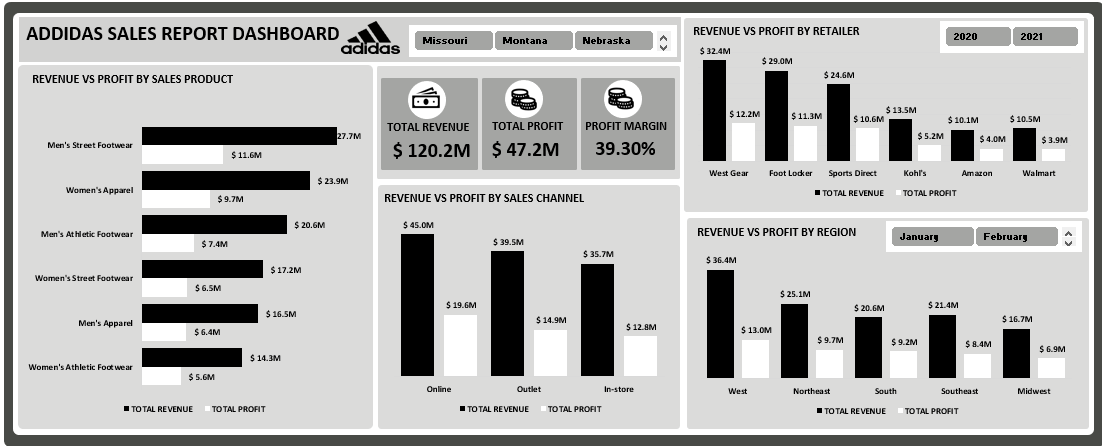 ADDIDAS SALES REPORT DASHBOARD
adidas
Missouri
Montana
Nebraska
REVENUE VS PROFIT BY SALES PRODUCT
Men's Street Footwear
27.7M
$ 11.6M
Women's Apparel
$ 23.9M
$ 9.7M
Men's Athletic Footwear
$ 20.6M
$ 7.4M
Women's Street Footwear
$ 17.2M
$ 6.5M
Men's Apparel
$ 16.5M
$ 6.4M
Women's Athletic Footwear
$ 14.3M
$ 5.6M
TOTAL REVENUE
TOTAL PROFIT
TOTAL REVENUE
$ 120.2M
TOTAL PROFIT
$ 47.2M
PROFIT MARGIN
39.30%
REVENUE VS PROFIT BY SALES CHANNEL
$ 45.0M
$ 19.6M
$ 39.5M
$ 14.9M
$ 35.7M
$ 12.8M
Online
Outlet
In-store
TOTAL REVENUE
TOTAL PROFIT
REVENUE VS PROFIT BY RETAILER
2020
2021
$ 32.4M
$ 12.2M
$ 29.0M
$ 11.3M
$ 24.6M
$ 10.6M
$ 13.5M
$ 5.2M
$ 10.1M
$ 4.0M
$ 10.5M
$ 3.9M
West Gear
Foot Locker
Sports Direct
Kohl's
Amazon
Walmart
TOTAL REVENUE
TOTAL PROFIT
REVENUE VS PROFIT BY REGION
January
February
$ 36.4M
$ 13.0M
$ 25.1M
$ 9.7M
$ 20.6M
$ 9.2M
$ 21.4M
$ 8.4M
$ 16.7M
$ 6.9M
West
Northeast
South
Southeast
Midwest
TOTAL REVENUE
TOTAL PROFIT